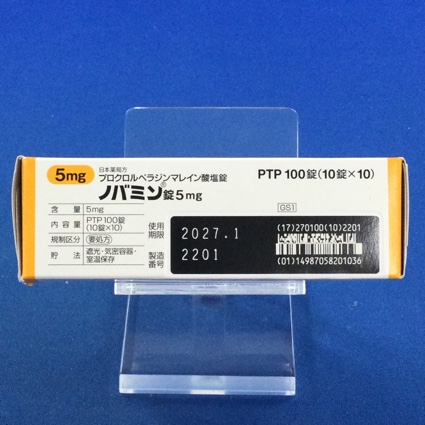 5mg
日本薬局方
プロクロルペラジンマレイン酸塩錠
ノバミン®錠5mg
PTP 100錠(10錠×10)
含量 5mg
内容量 PTP100錠
(10錠×10)
規制区分 (要処方)
貯法 遮光・気密容器・
室温保存
使用
期限 2027.1
製造
番号 2201
GS1
(17)270100(10)2201
(01)14987058201036